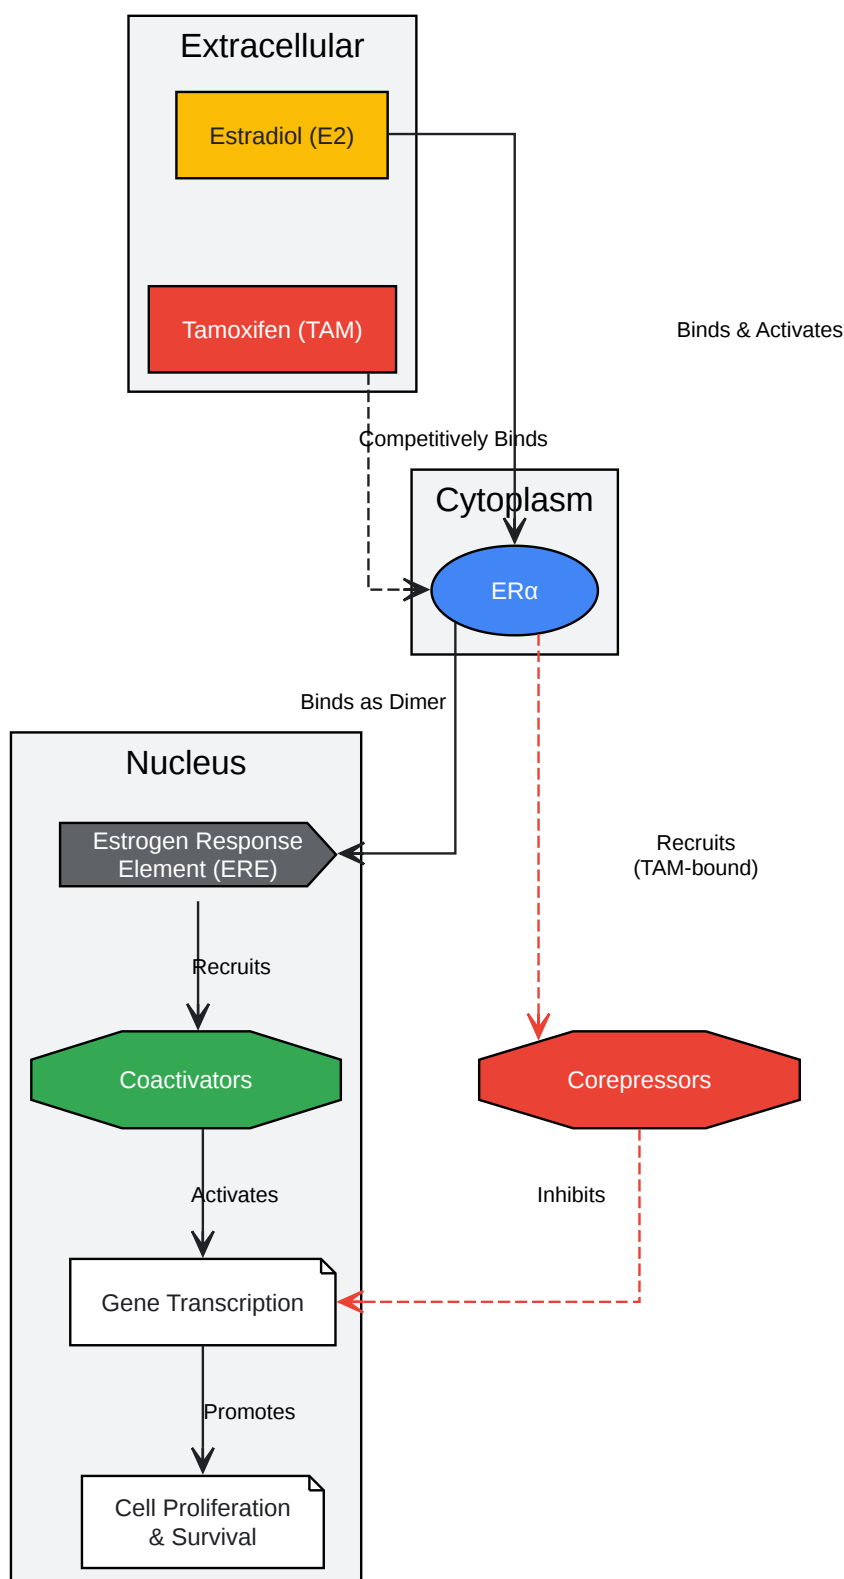 Extracellular
Estradiol (E2)
Tamoxifen (TAM)
Binds & Activates
Competitively Binds
Cytoplasm
ERα
Binds as Dimer
Nucleus
Estrogen Response
Element (ERE)
Recruits
(TAM-bound)
Recruits
Coactivators
Corepressors
Activates
Inhibits
Gene Transcription
Promotes
Cell Proliferation
& Survival